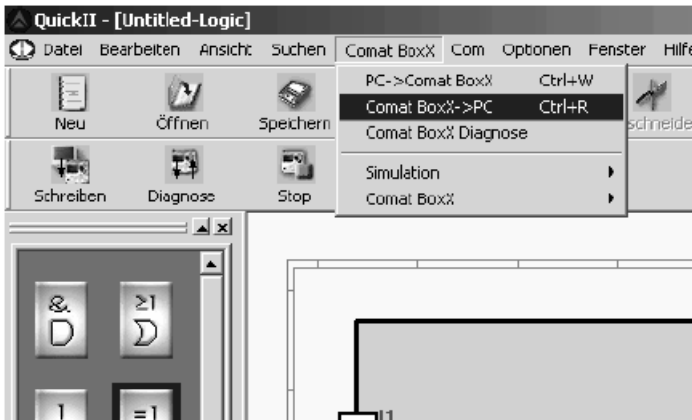 QuickII - [Untitled-Logic]
Datei Bearbeiten Ansicht Suchen Comat BoxX Com Optionen Fenster Hilfe
PC->Comat BoxX Ctrl+W
Comat BoxX->PC Ctrl+R
Comat BoxX Diagnose
Simulation
Comat BoxX
Neu Öffnen Speichern schneide
Schreiben Diagnose Stop
& ≥1
1 =1
I1